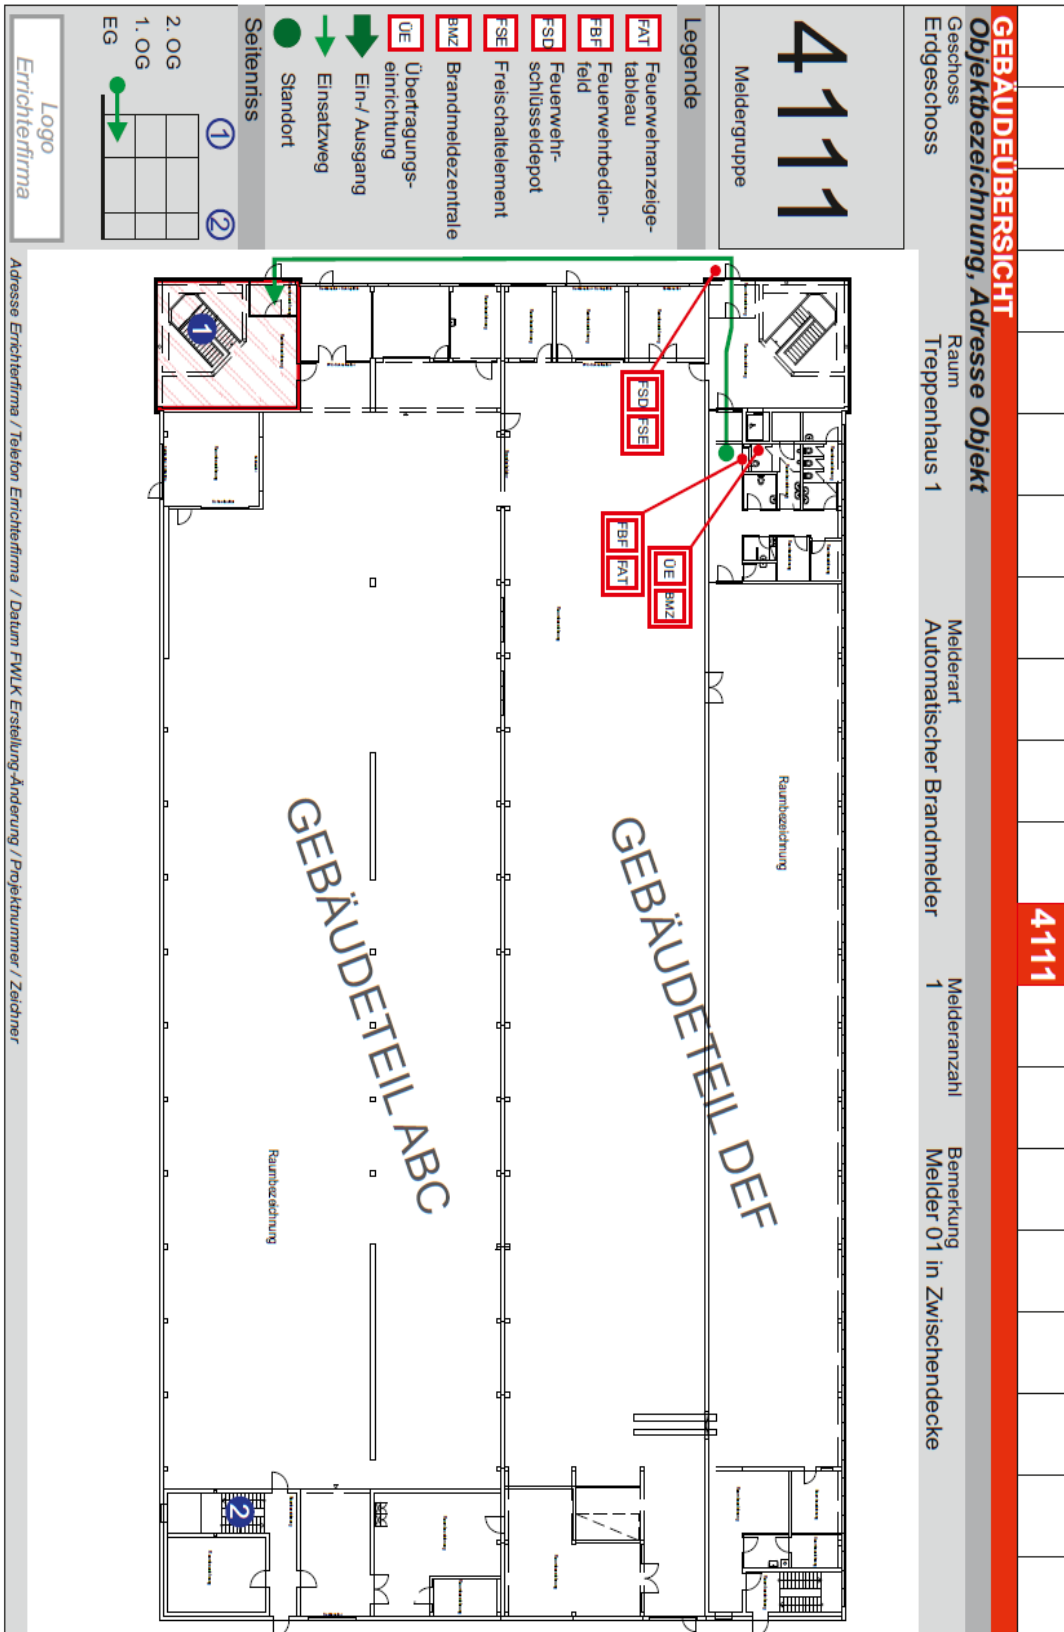 4111
GEBÄUDEÜBERSICHT
Objektbezeichnung, Adresse Objekt
Geschoss
Erdgeschoss
Raum
Treppenhaus 1
Melderart
Automatischer Brandmelder
Melderanzahl
1
Bemerkung
Melder 01 in Zwischendecke
4111
Meldergruppe
Legende
FAT Feuerwehranzeige-
tableau
FBF Feuerwehrbedien-
feld
FSD Feuerwehr-
schlüsseldepot
FSE Freischaltelement
BMZ Brandmeldezentrale
ÜE Übertragungs-
einrichtung
Ein-/ Ausgang
Einsatzweg
Standort
Seitenriss
1 2
2. OG
1. OG
EG
Logo
Errichterfirma
FSD FSE
FBF FAT
ÜE BMZ
Raumbezeichnung
GEBÄUDETEIL DEF
GEBÄUDETEIL ABC
Raumbezeichnung
1
2
Adresse Errichterfirma / Telefon Errichterfirma / Datum FWLK Erstellung-Änderung / Projektnummer / Zeichner